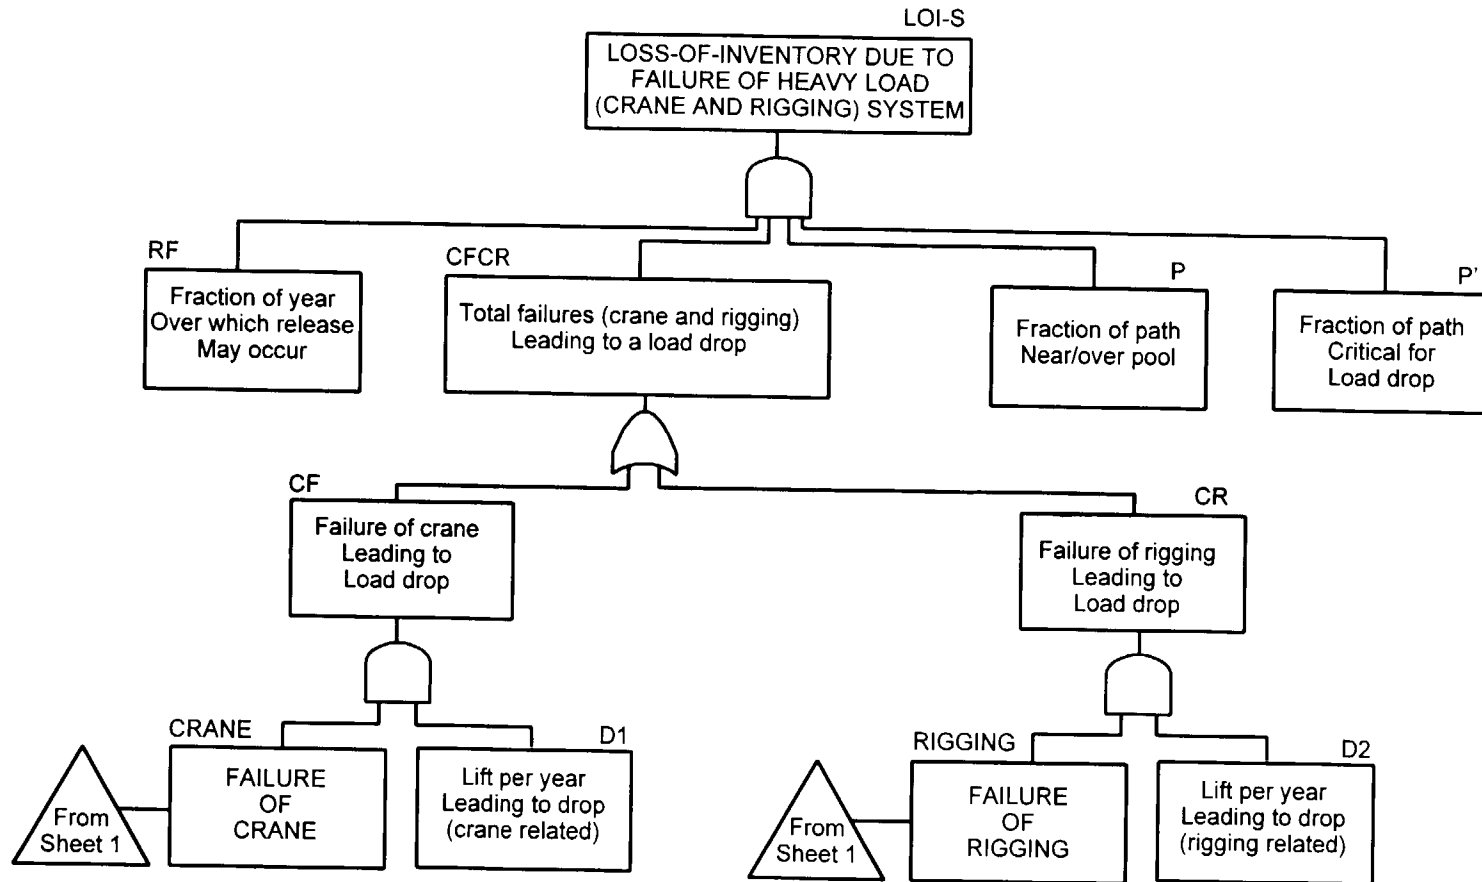 LOI-S
LOSS-OF-INVENTORY DUE TO
FAILURE OF HEAVY LOAD
(CRANE AND RIGGING) SYSTEM
RF
Fraction of year
Over which release
May occur
CFCR
Total failures (crane and rigging)
Leading to a load drop
P
Fraction of path
Near/over pool
P'
Fraction of path
Critical for
Load drop
CF
Failure of crane
Leading to
Load drop
CR
Failure of rigging
Leading to
Load drop
From
Sheet 1
CRANE
FAILURE
OF
CRANE
D1
Lift per year
Leading to drop
(crane related)
From
Sheet 1
RIGGING
FAILURE
OF
RIGGING
D2
Lift per year
Leading to drop
(rigging related)